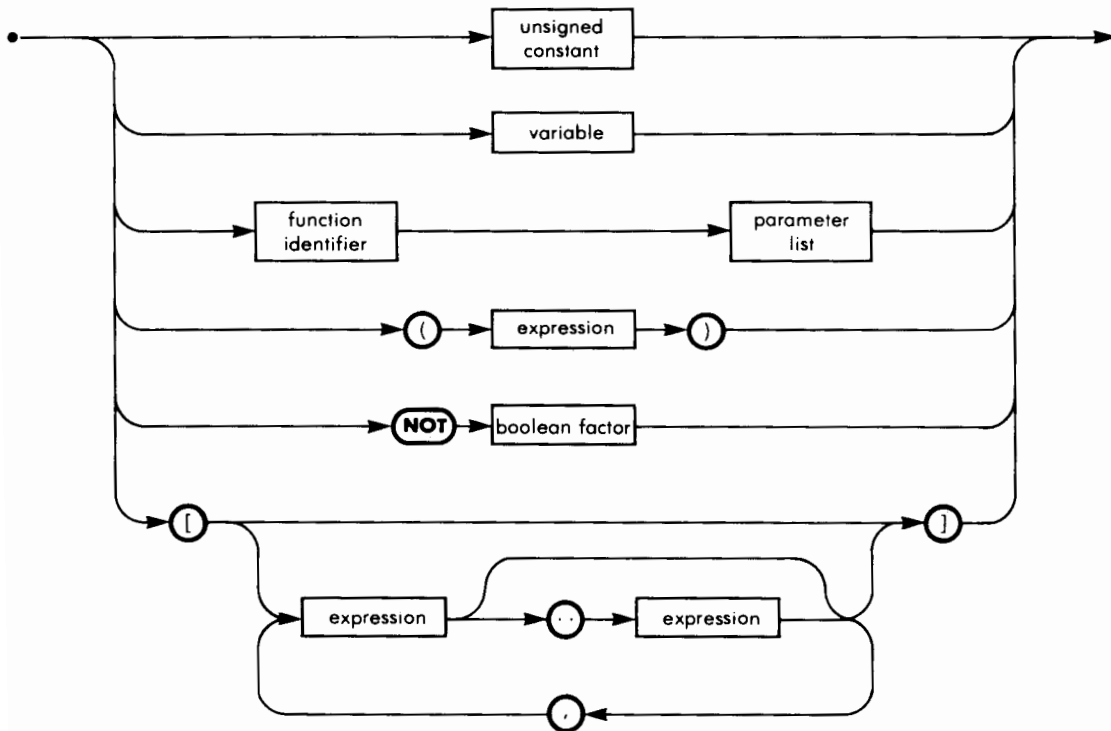 unsigned
constant
variable
function
identifier
parameter
list
( expression )
NOT boolean factor
[ ]
expression .. expression
,